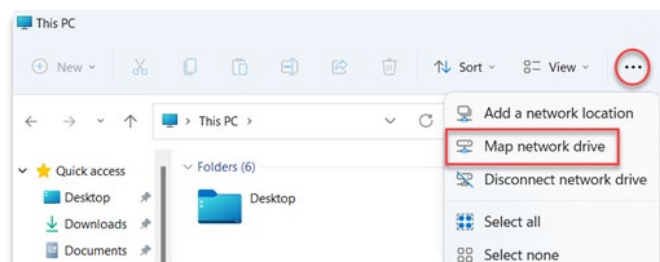 This PC
New
Sort
View
...
Add a network location
This PC
Map network drive
Quick access
Folders (6)
Disconnect network drive
Desktop
Desktop
Downloads
Select all
Documents
Select none